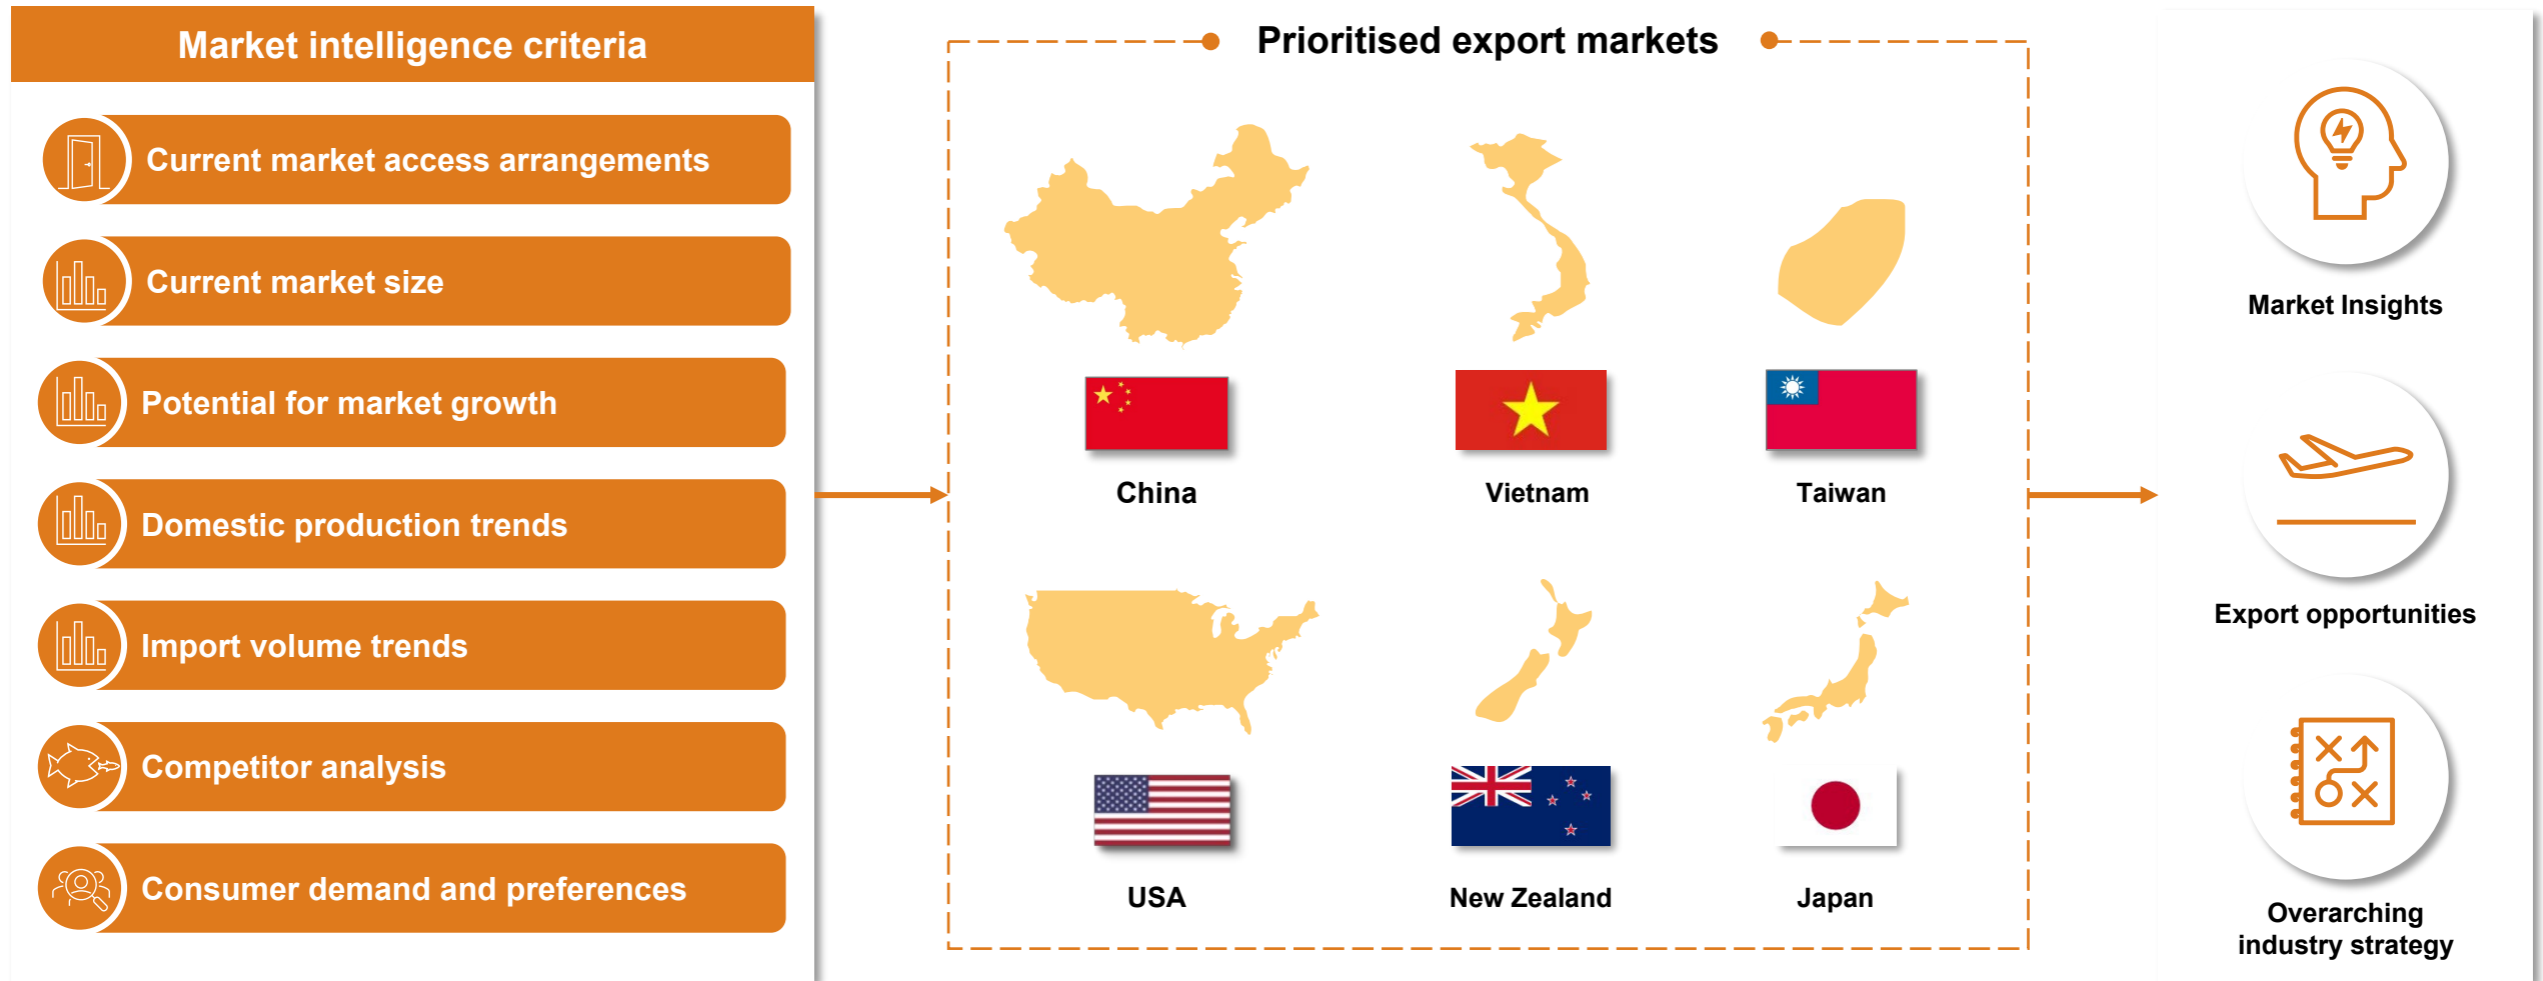 Market intelligence criteria
Current market access arrangements
Current market size
Potential for market growth
Domestic production trends
Import volume trends
Competitor analysis
Consumer demand and preferences
Prioritised export markets
China
Vietnam
Taiwan
USA
New Zealand
Japan
Market Insights
Export opportunities
Overarching
industry strategy